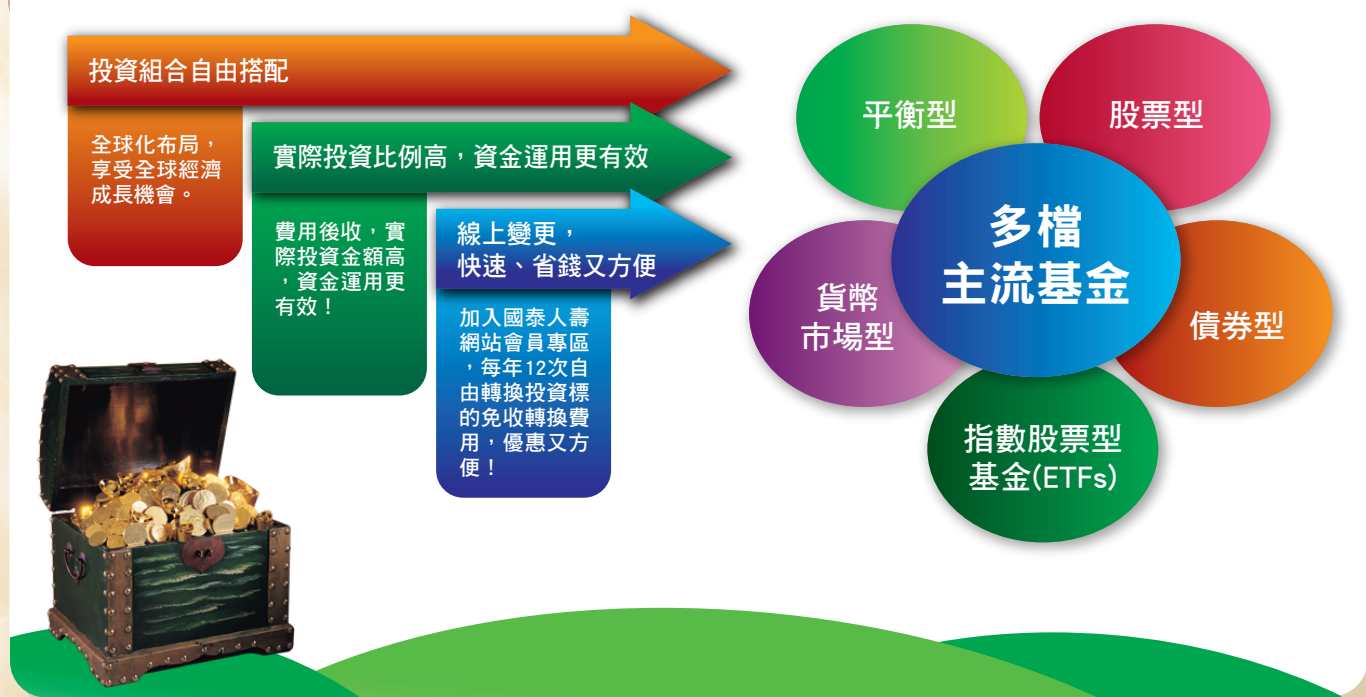 投資組合自由搭配
全球化布局，
享受全球經濟
成長機會。
實際投資比例高，資金運用更有效
費用後收，實
際投資金額高
，資金運用更
有效！
線上變更，
快速、省錢又方便
加入國泰人壽
網站會員專區
，每年12次自
由轉換投資標
的免收轉換費
用，優惠又方
便！
平衡型
股票型
多檔
主流基金
貨幣
市場型
債券型
指數股票型
基金(ETFs)